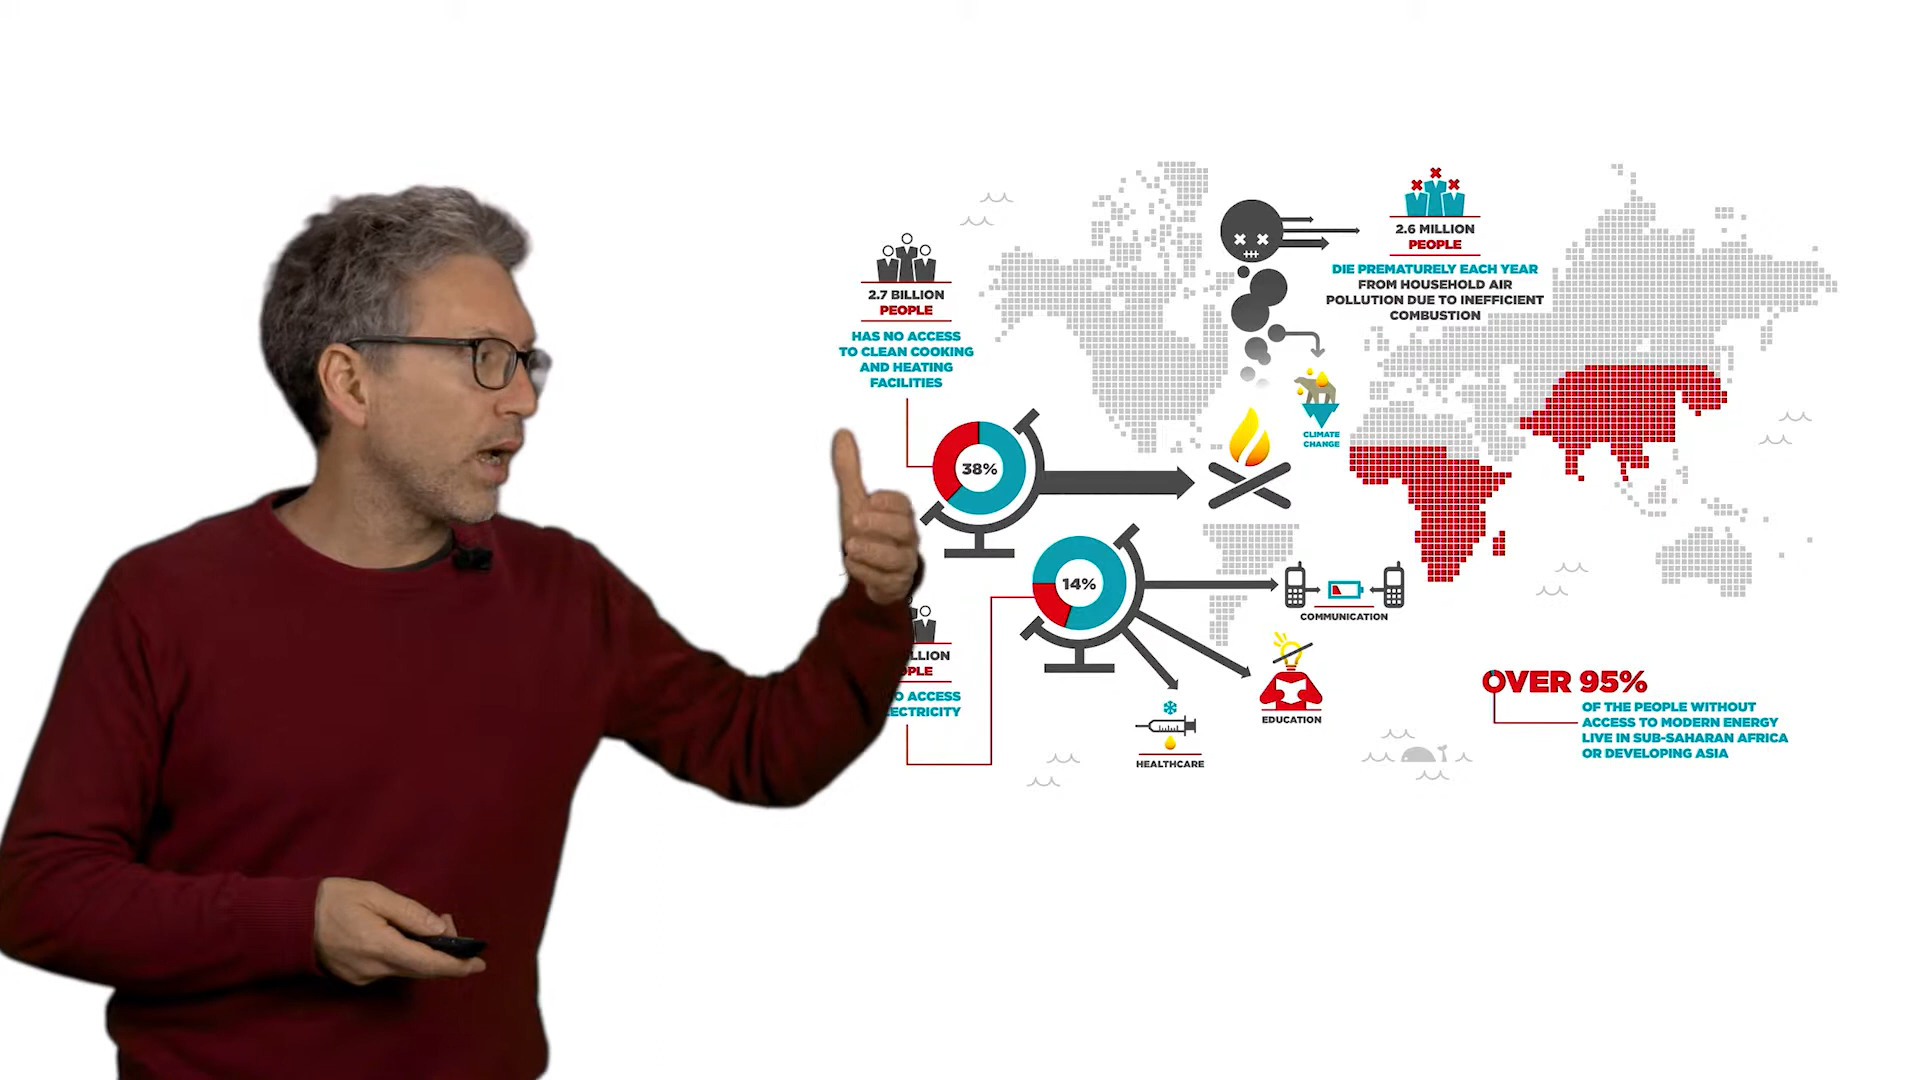 2.7 BILLION
PEOPLE
HAS NO ACCESS
TO CLEAN COOKING
AND HEATING
FACILITIES
38%
2.6 MILLION
PEOPLE
DIE PREMATURELY EACH YEAR
FROM HOUSEHOLD AIR
POLLUTION DUE TO INEFFICIENT
COMBUSTION
CLIMATE
CHANGE
14%
ACCESS
COMMUNICATION
EDUCATION
HEALTHCARE
OVER 95%
OF THE PEOPLE WITHOUT
ACCESS TO MODERN ENERGY
LIVE IN SUB-SAHARAN AFRICA
OR DEVELOPING ASIA